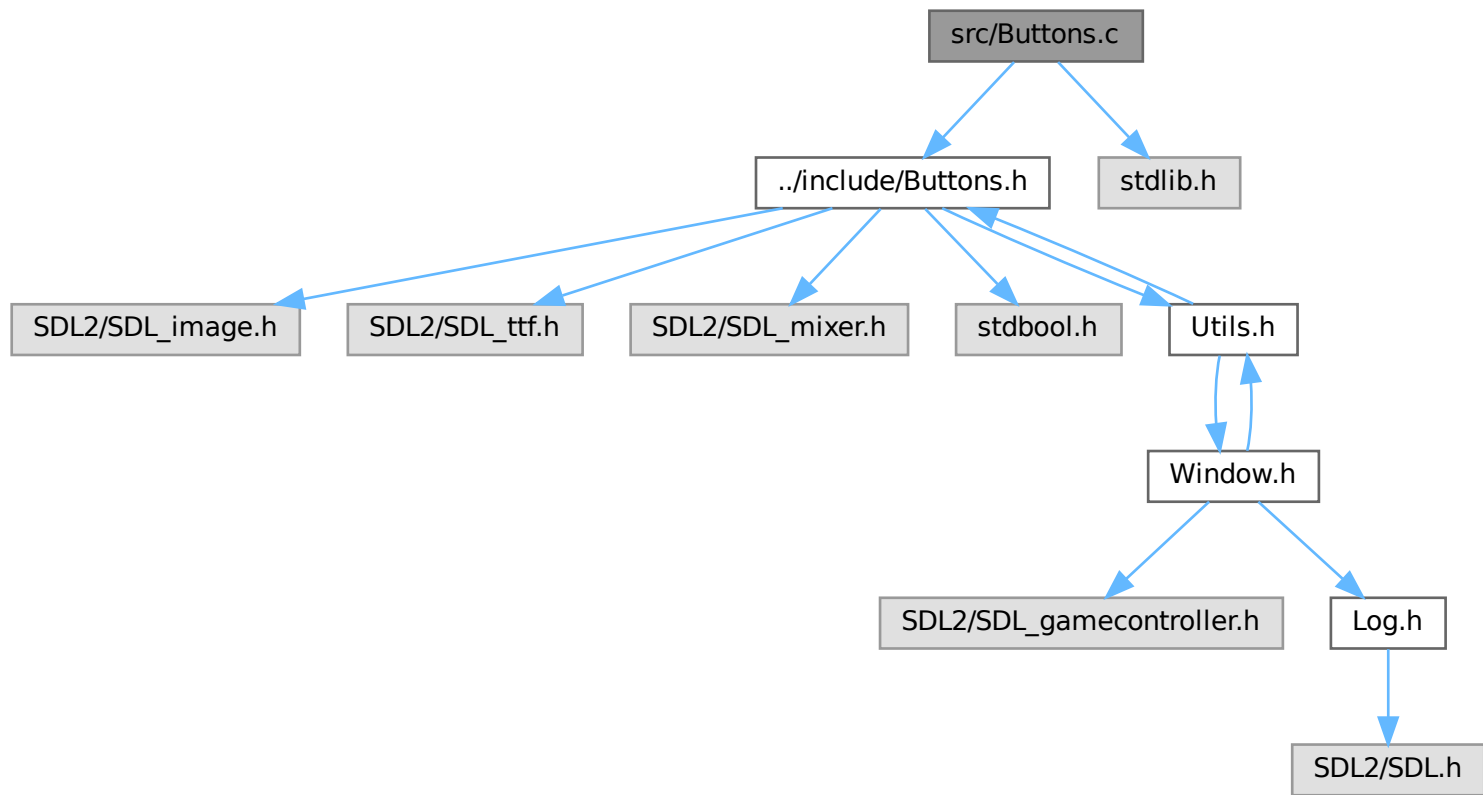 src/Buttons.c
../include/Buttons.h
stdlib.h
SDL2/SDL_image.h
SDL2/SDL_ttf.h
SDL2/SDL_mixer.h
stdbool.h
Utils.h
Window.h
SDL2/SDL_gamecontroller.h
Log.h
SDL2/SDL.h